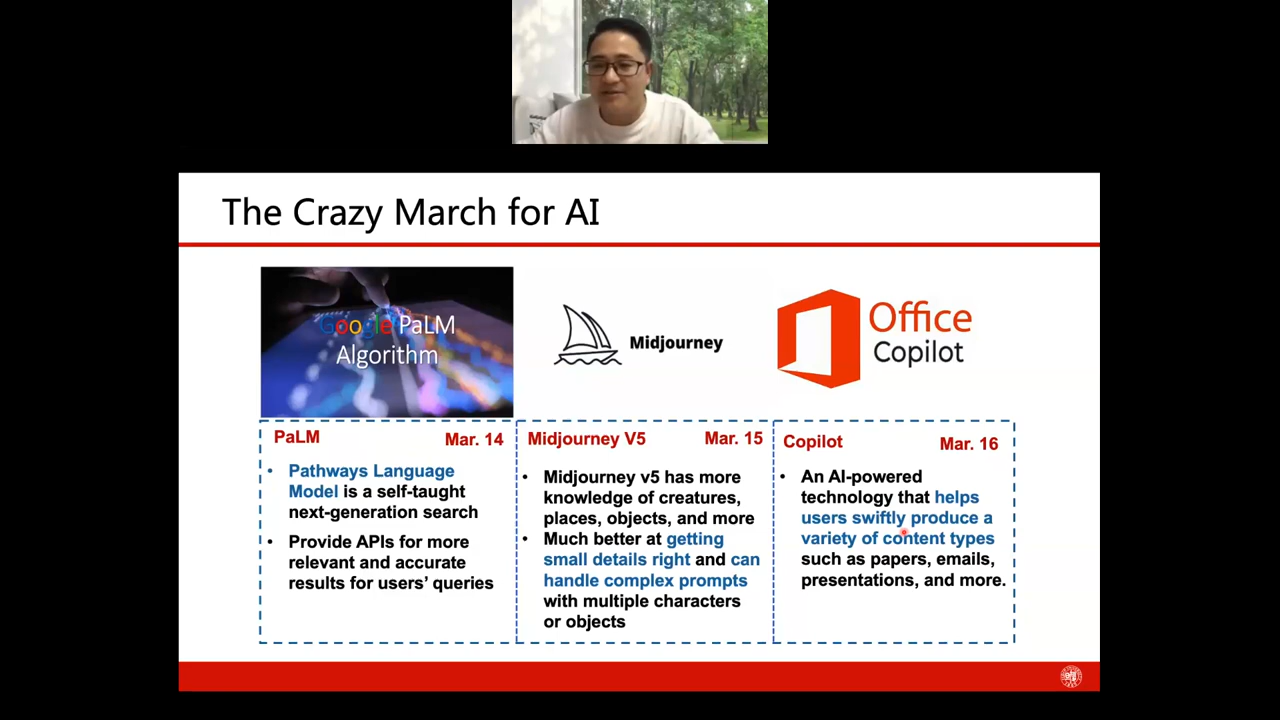 The Crazy March for AI
Google PaLM
Algorithm
Midjourney
Office
Copilot
PaLM
Mar. 14
• Pathways Language
Model is a self-taught
next-generation search
• Provide APIs for more
relevant and accurate
results for users’ queries
Midjourney V5
Mar. 15
• Midjourney v5 has more
knowledge of creatures,
places, objects, and more
• Much better at getting
small details right and can
handle complex prompts
with multiple characters
or objects
Copilot
Mar. 16
• An AI-powered
technology that helps
users swiftly produce a
variety of content types
such as papers, emails,
presentations, and more.